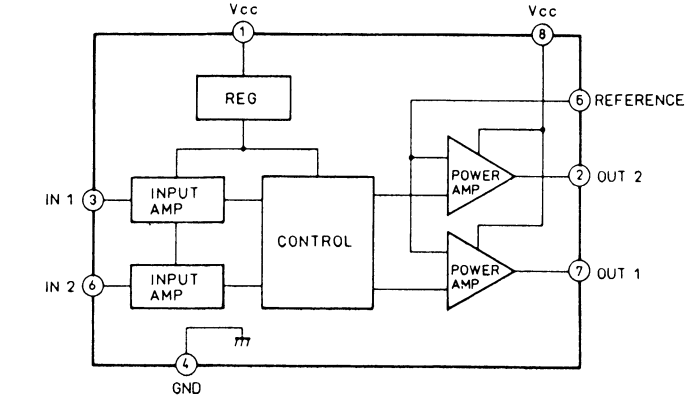 Vcc
Vcc
1
8
REG
5 REFERENCE
POWER
AMP
2 OUT 2
IN 1 3
INPUT
AMP
CONTROL
POWER
AMP
7 OUT 1
IN 2 6
INPUT
AMP
4
GND